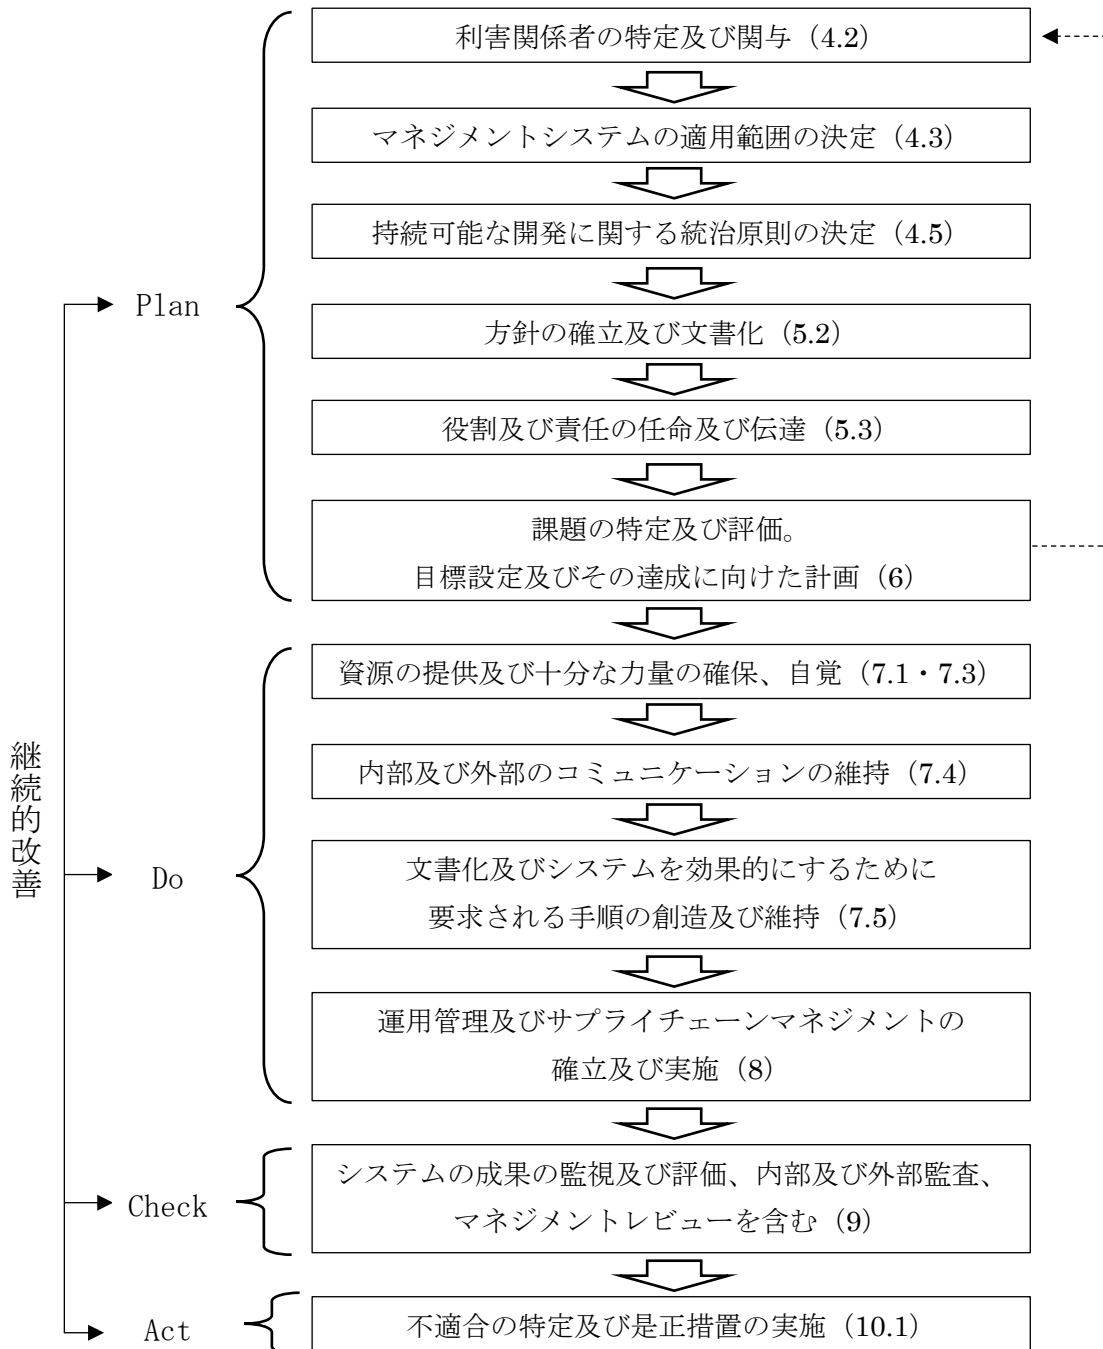 利害関係者の特定及び関与（4.2）
マネジメントシステムの適用範囲の決定（4.3）
持続可能な開発に関する統治原則の決定（4.5）
Plan
方針の確立及び文書化（5.2）
役割及び責任の任命及び伝達（5.3）
課題の特定及び評価。
目標設定及びその達成に向けた計画（6）
資源の提供及び十分な力量の確保、自覚（7.1・7.3）
内部及び外部のコミュニケーションの維持（7.4）
継続的改善
Do
文書化及びシステムを効果的にするために
要求される手順の創造及び維持（7.5）
運用管理及びサプライチェーンマネジメントの
確立及び実施（8）
Check
システムの成果の監視及び評価、内部及び外部監査、
マネジメントレビューを含む（9）
Act
不適合の特定及び是正措置の実施（10.1）